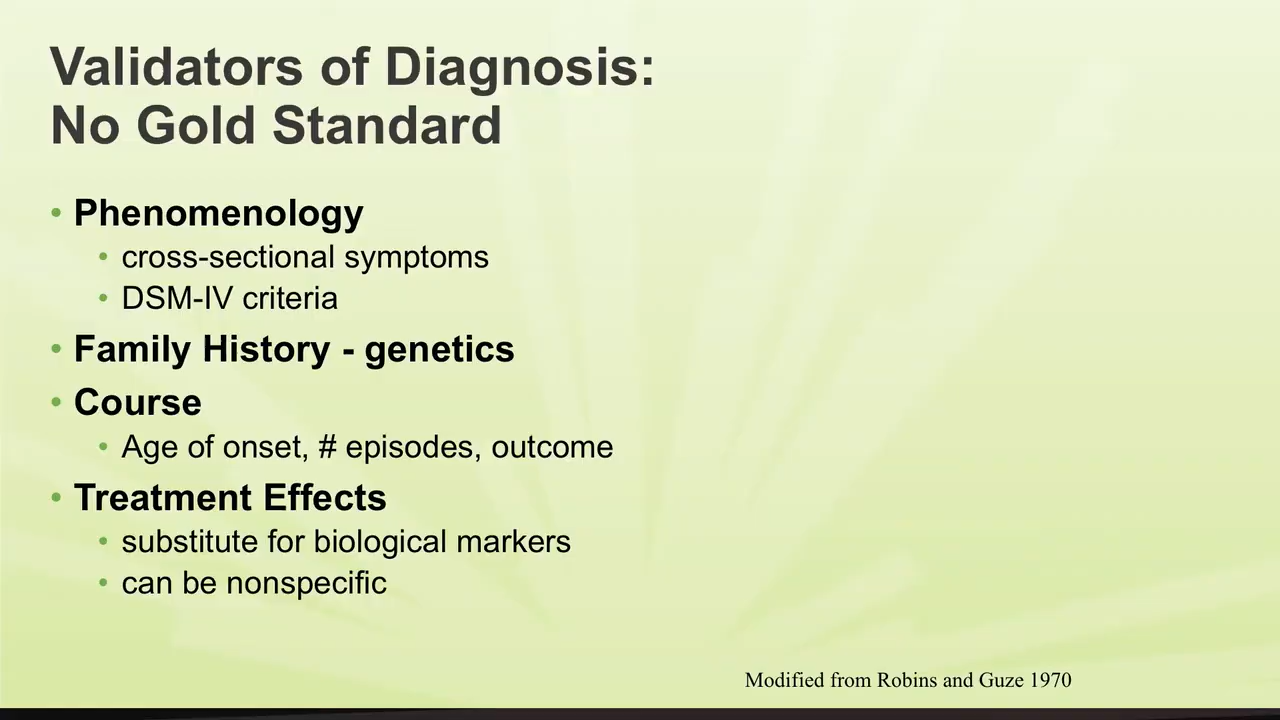 Validators of Diagnosis:
No Gold Standard
• Phenomenology
• cross-sectional symptoms
• DSM-IV criteria
• Family History - genetics
• Course
• Age of onset, # episodes, outcome
• Treatment Effects
• substitute for biological markers
• can be nonspecific
Modified from Robins and Guze 1970